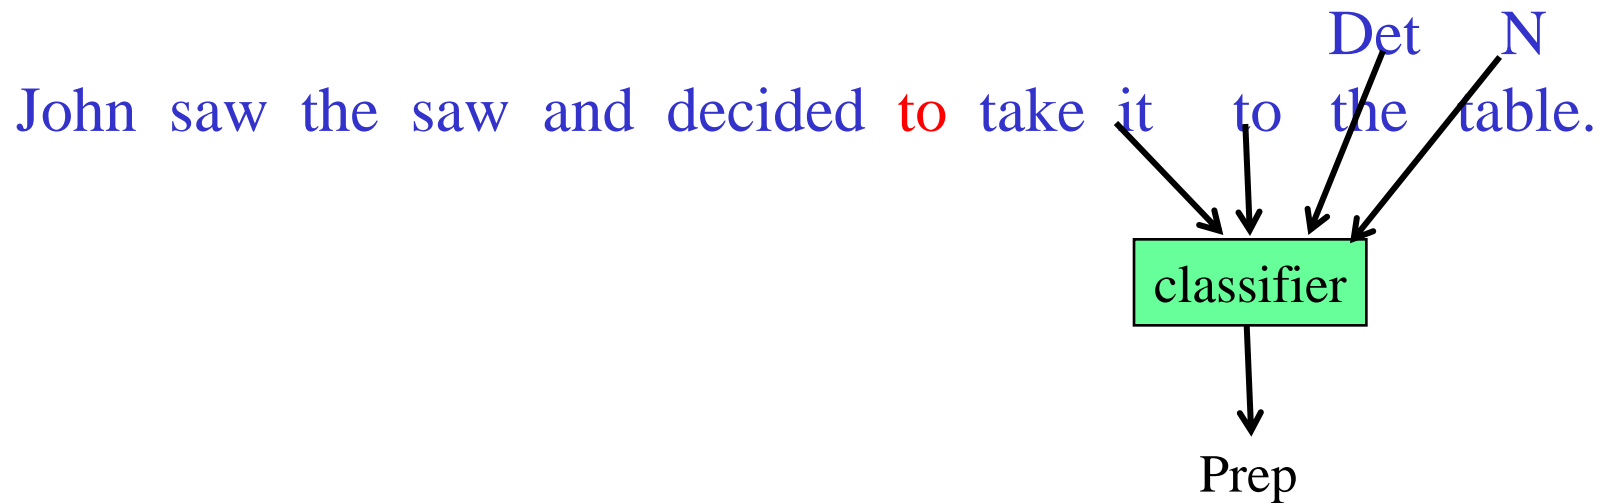 Det N
John saw the saw and decided to take it to the table.
classifier
Prep